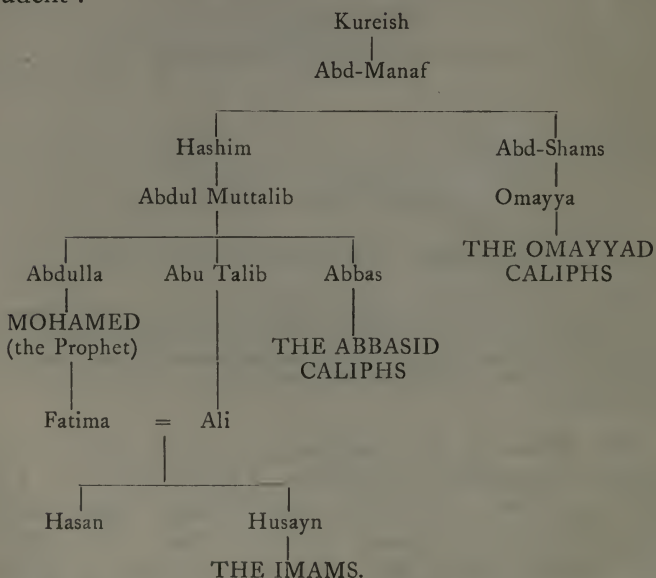 Kureish
Abd-Manaf
Hashim Abd-Shams
Abdul Muttalib Omayya
THE OMAYYAD
CALIPHS
Abdulla Abu Talib Abbas
MOHAMED
(the Prophet)
THE ABBASID
CALIPHS
Fatima = Ali
Hasan Husayn
THE IMAMS.